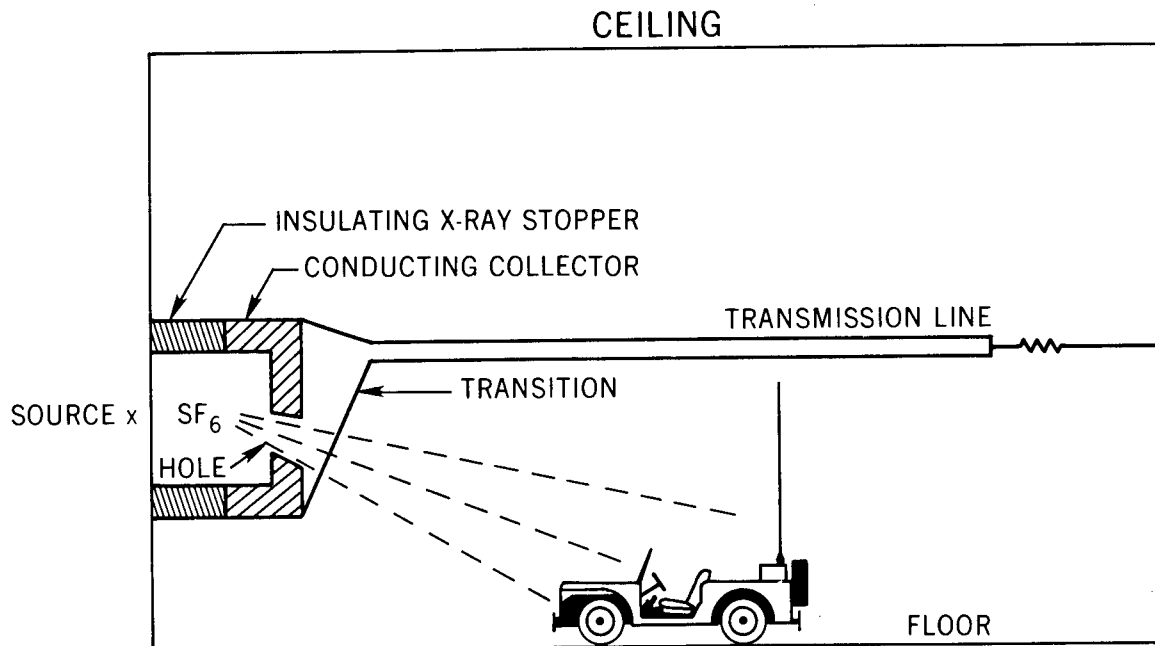 CEILING
INSULATING X-RAY STOPPER
CONDUCTING COLLECTOR
TRANSMISSION LINE
TRANSITION
SOURCE x
SF6
HOLE
FLOOR